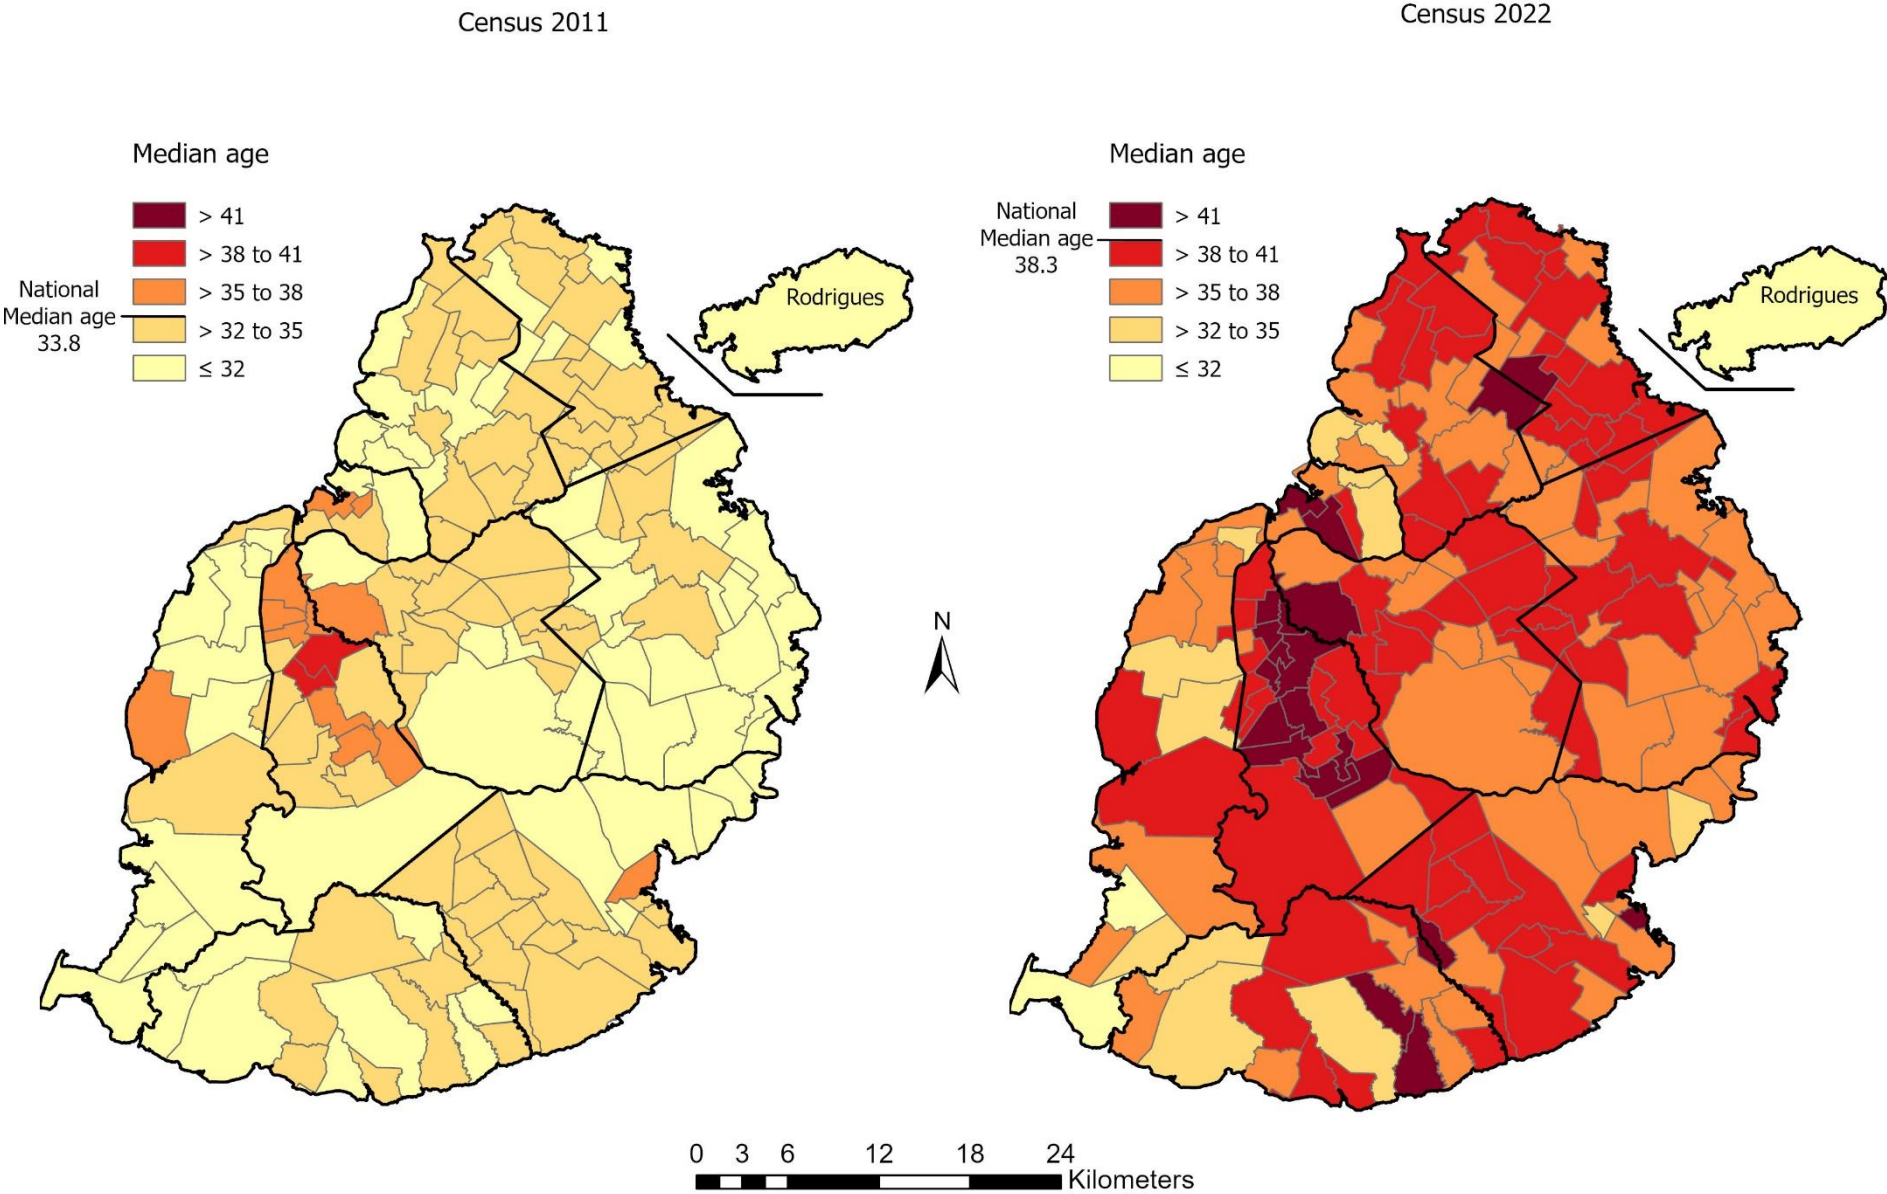 Census 2011
Median age
> 41
> 38 to 41
> 35 to 38
> 32 to 35
≤ 32
National
Median age
33.8
Rodrigues
Census 2022
Median age
> 41
> 38 to 41
> 35 to 38
> 32 to 35
≤ 32
National
Median age
38.3
Rodrigues
N
0 3 6 12 18 24
Kilometers